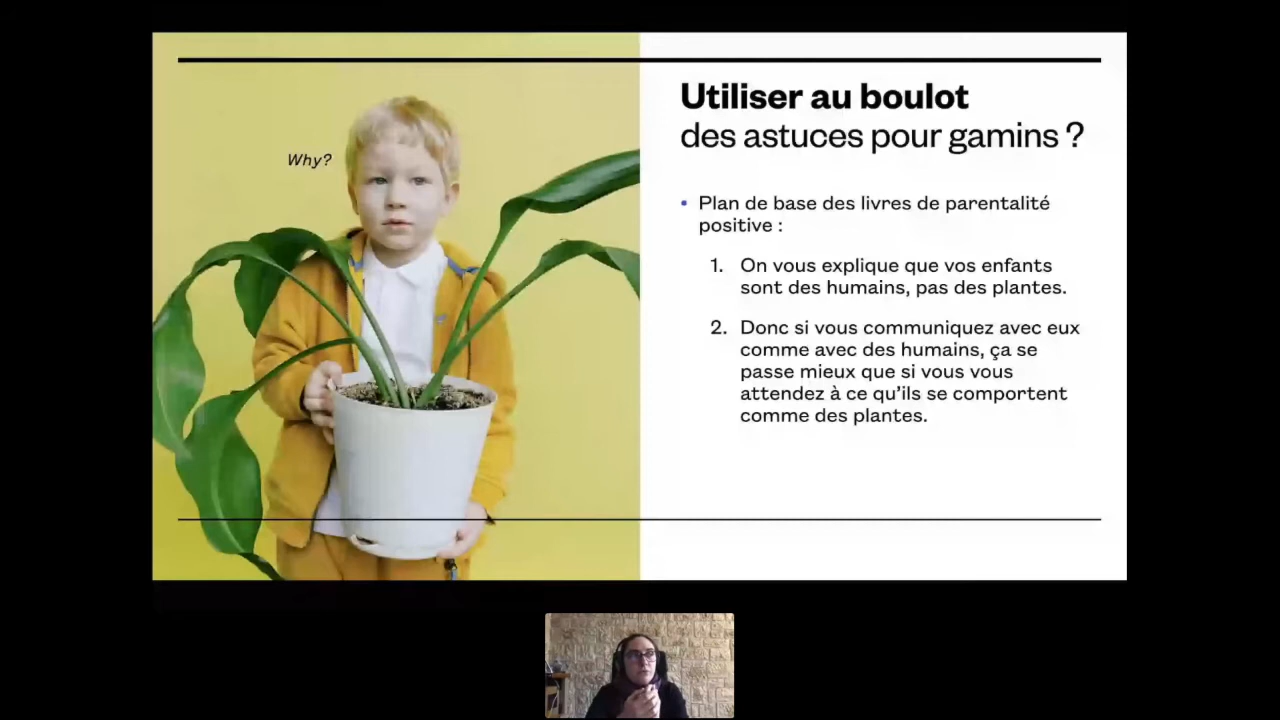 Why?
Utiliser au boulot
des astuces pour gamins ?
• Plan de base des livres de parentalité
positive :
1. On vous explique que vos enfants
sont des humains, pas des plantes.
2. Donc si vous communiquez avec eux
comme avec des humains, ça se
passe mieux que si vous vous
attendez à ce qu'ils se comportent
comme des plantes.